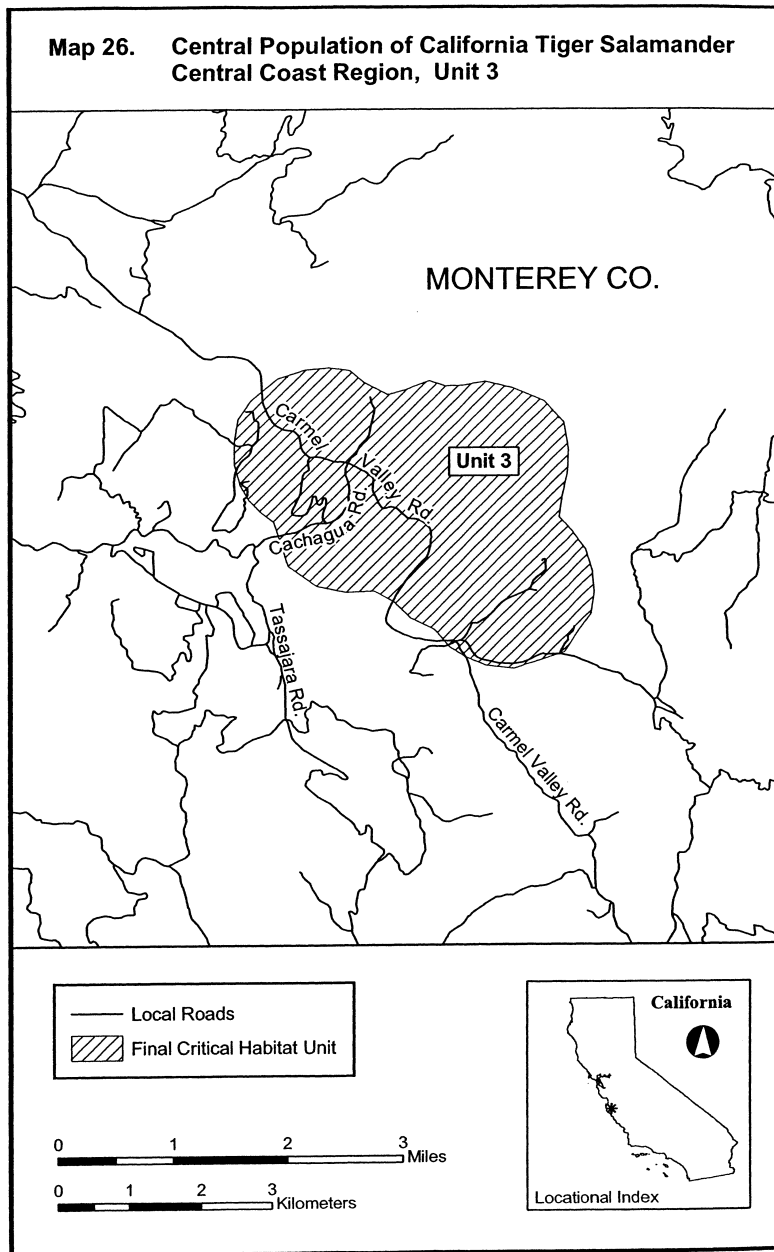 Map 26. Central Population of California Tiger Salamander
Central Coast Region, Unit 3
MONTEREY CO.
Carmel Valley Rd.
Unit 3
Cachagua Rd.
Tassajara Rd.
Carmel Valley Rd.
Local Roads
Final Critical Habitat Unit
0 1 2 3 Miles
0 1 2 3 Kilometers
California
Locational Index